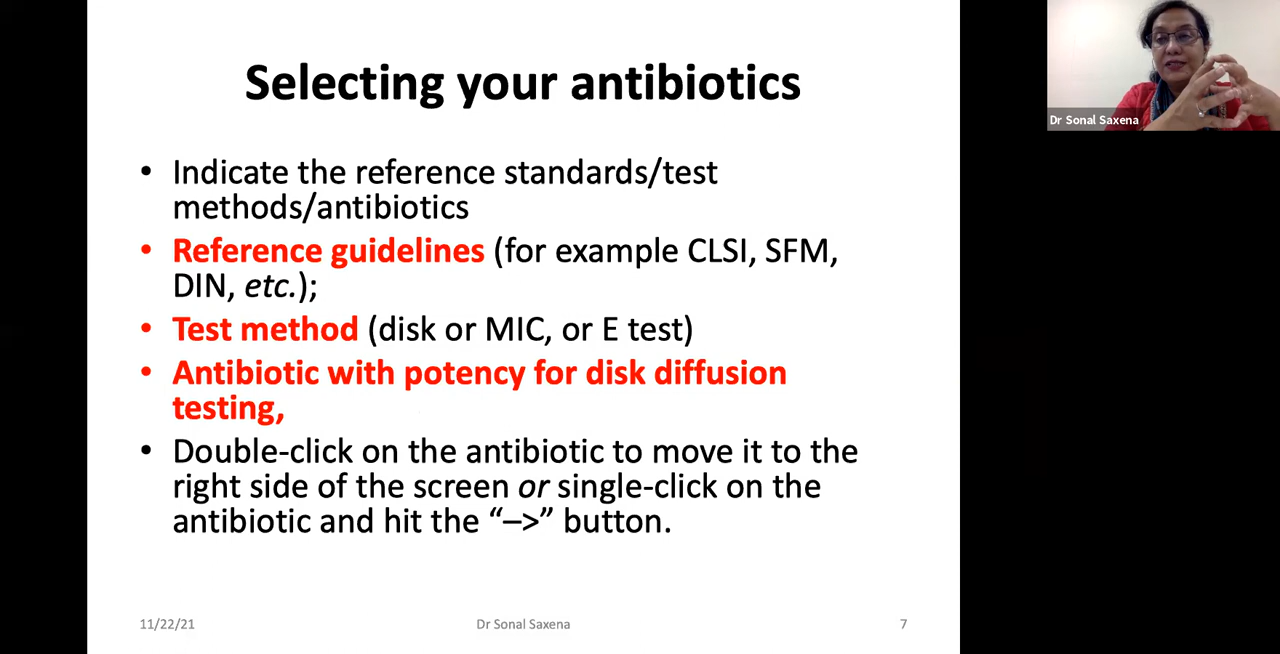 Selecting your antibiotics
• Indicate the reference standards/test
methods/antibiotics
• Reference guidelines (for example CLSI, SFM,
DIN, etc.);
• Test method (disk or MIC, or E test)
• Antibiotic with potency for disk diffusion
testing,
• Double-click on the antibiotic to move it to the
right side of the screen or single-click on the
antibiotic and hit the “–>” button.
11/22/21
Dr Sonal Saxena
7
Dr Sonal Saxena